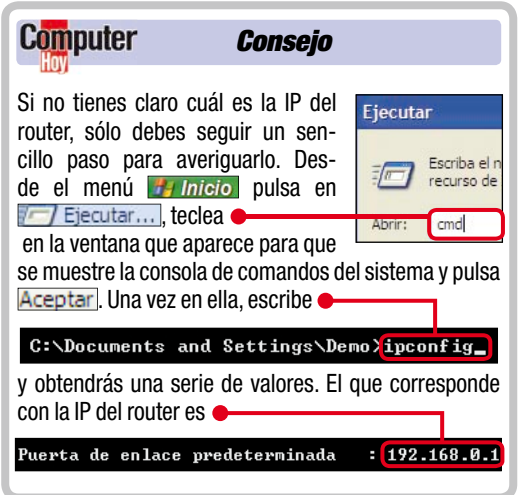 Computer
Hoy
Consejo
Si no tienes claro cuál es la IP del
router, sólo debes seguir un sen-
cillo paso para averiguarlo. Des-
de el menú Inicio pulsa en
Ejecutar... , teclea
en la ventana que aparece para que
Ejecutar
Escriba el n
recurso de
Abrir: cmd
se muestre la consola de comandos del sistema y pulsa
Aceptar . Una vez en ella, escribe
C:\Documents and Settings\Demo>ipconfig_
y obtendrás una serie de valores. El que corresponde
con la IP del router es
Puerta de enlace predeterminada : 192.168.0.1